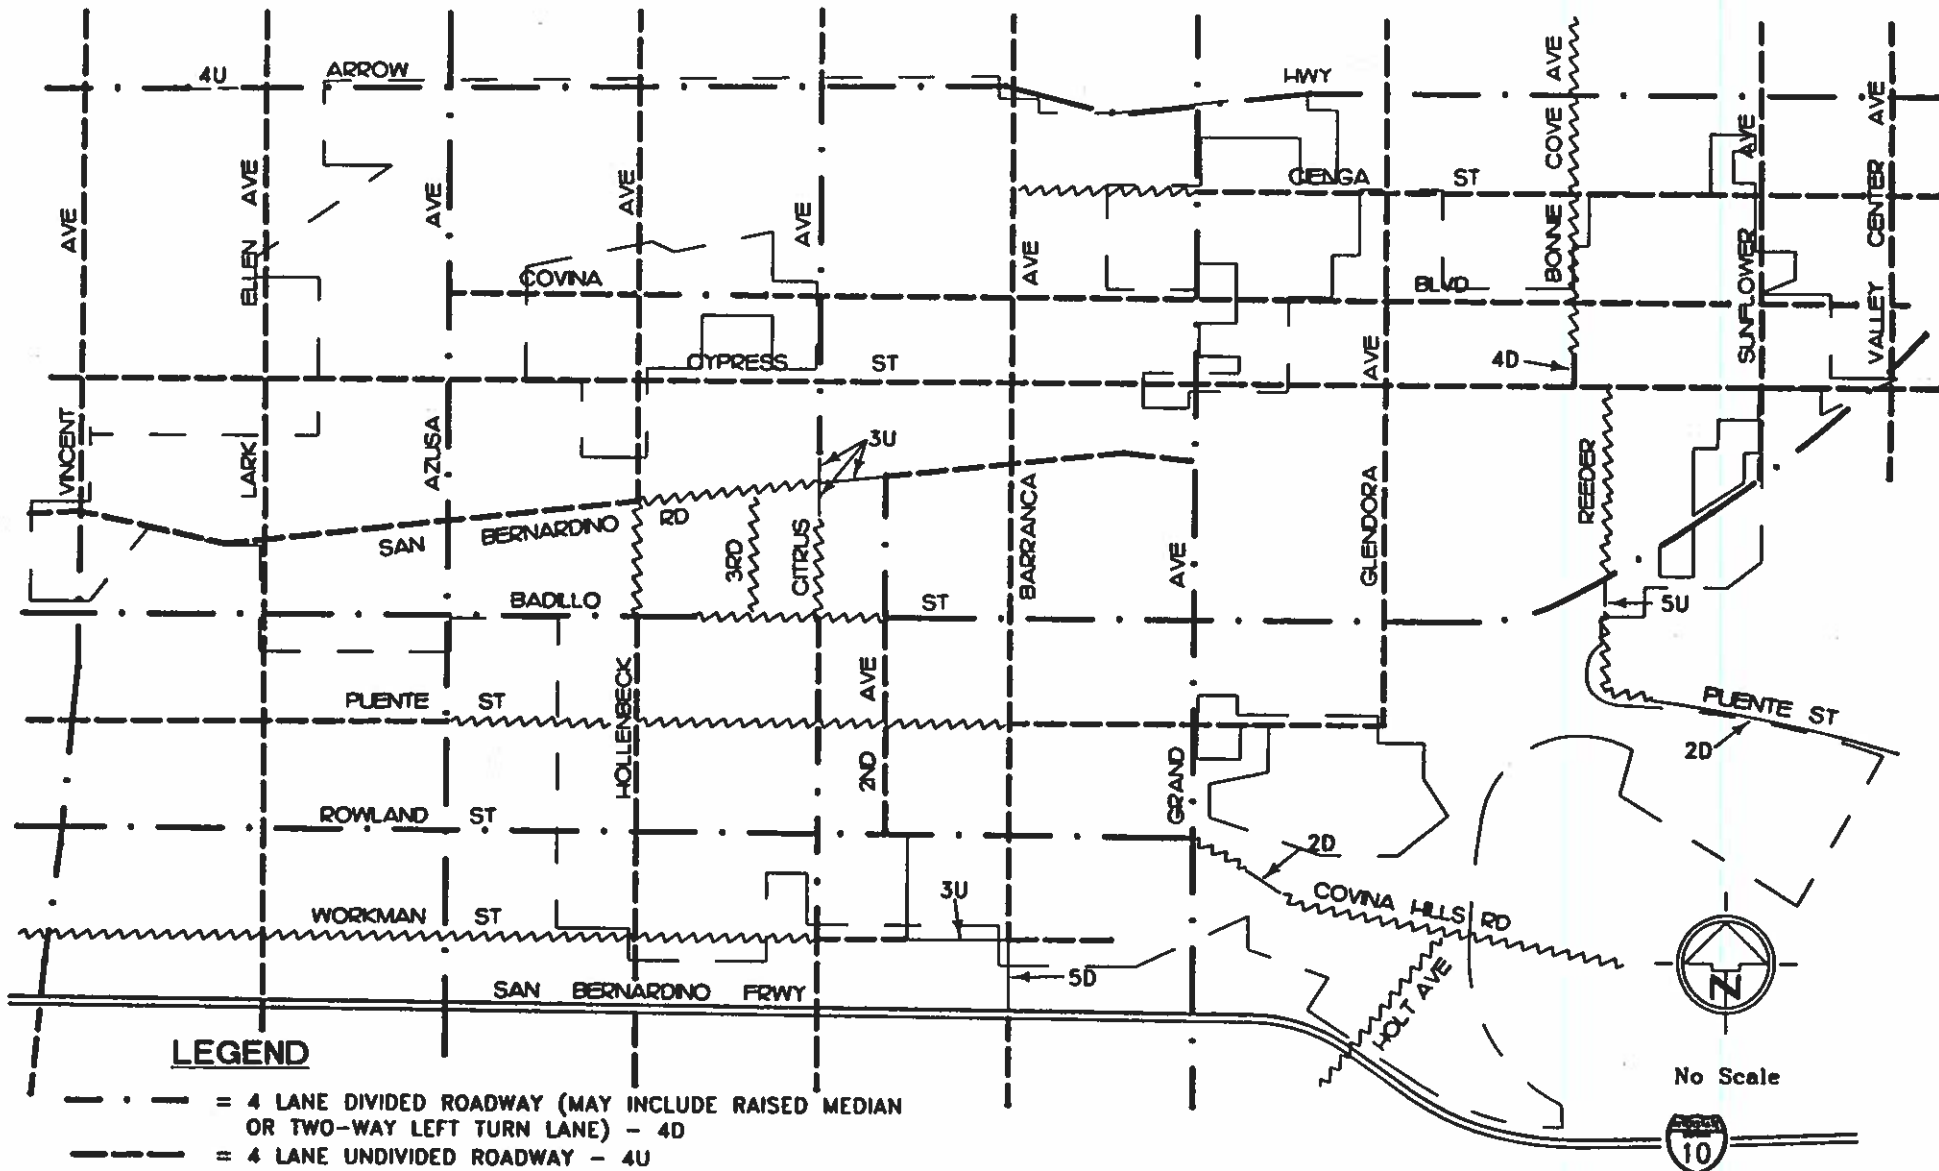 4U
ARROW
HWY
CIENGA
ST
BONNE COVE AVE
SUNFLOWER AVE
VALLEY CENTER AVE
VINCENT AVE
LARK ELLEN AVE
AZUSA AVE
AVE
AVE
AVE
COVINA
BLVD
CYPRESS
ST
4D
3U
SAN BERNARDINO RD
3RD
CITRUS
BARRANCA
GLENDORA AVE
REEDER
BADILLO
ST
5U
HOLLENBECK
2ND AVE
GRAND AVE
PUENTE ST
PUENTE ST
2D
ROWLAND ST
2D
COVINA HILLS RD
WORKMAN ST
3U
5D
HOLT AVE
SAN BERNARDINO FRWY
N
No Scale
10
LEGEND
= 4 LANE DIVIDED ROADWAY (MAY INCLUDE RAISED MEDIAN
OR TWO-WAY LEFT TURN LANE) - 4D
= 4 LANE UNDIVIDED ROADWAY - 4U